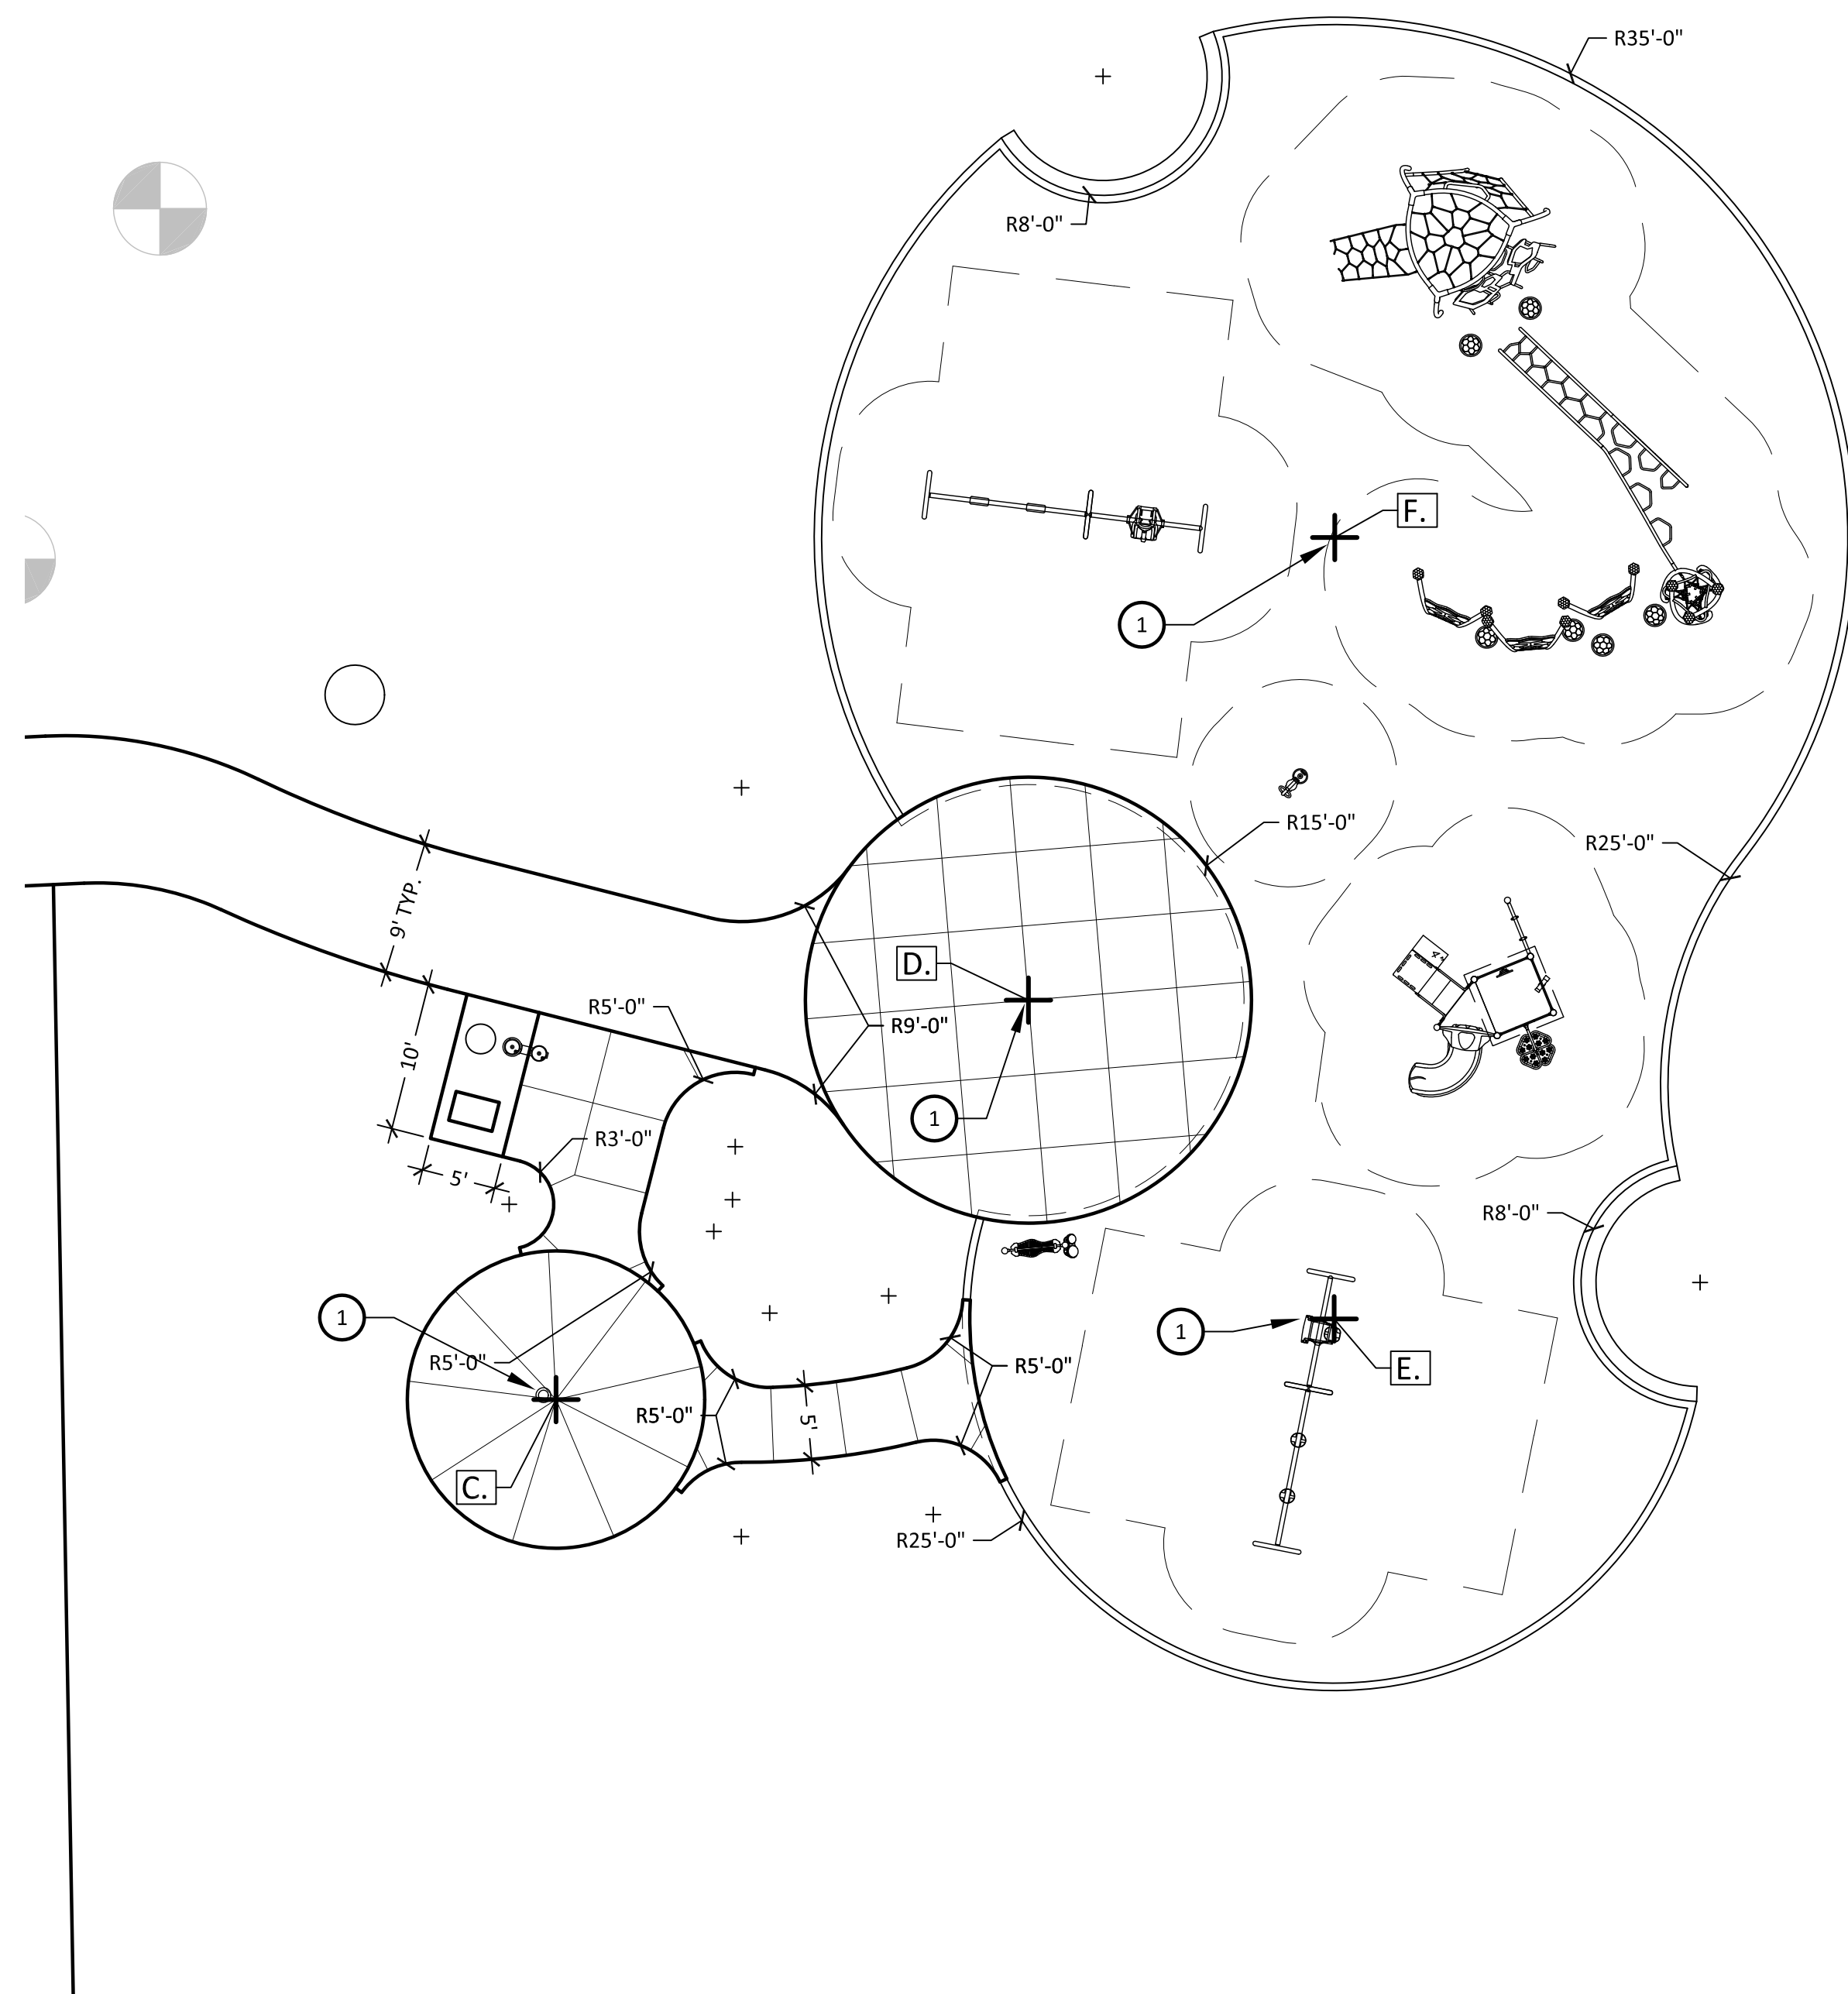 R35'-0"
R8'-0"
F.
1
R15'-0"
R25'-0"
9' TYP.
D.
R5'-0"
R9'-0"
10'
1
R3'-0"
5'
R8'-0"
1
1
R5'-0"
R5'-0"
E.
R5'-0"
5'
C.
R25'-0"